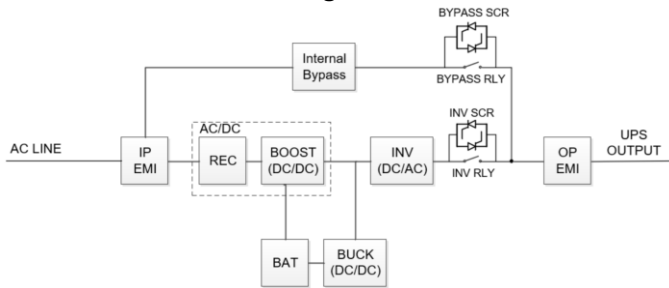 BYPASS SCR
Internal
Bypass
BYPASS RLY
AC/DC
INV SCR
AC LINE
IP
EMI
REC
BOOST
(DC/DC)
INV
(DC/AC)
INV RLY
OP
EMI
UPS
OUTPUT
BAT
BUCK
(DC/DC)